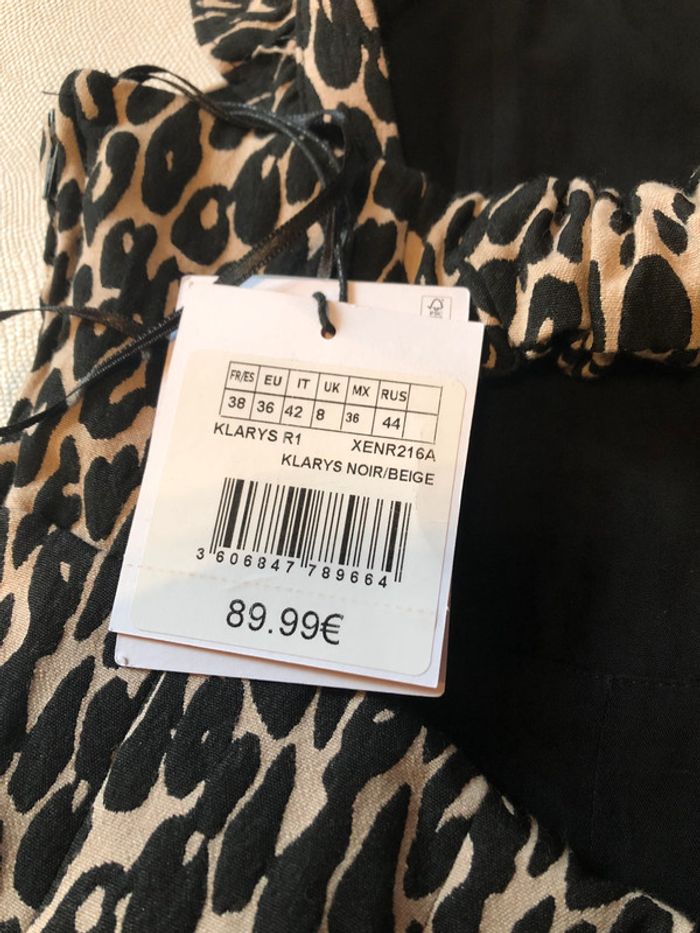 FSC
FR/ES EU IT UK MX RUS
38 36 42 8 36 44
KLARYS R1 XENR216A
KLARYS NOIR/BEIGE
3 606847 789664
89.99€